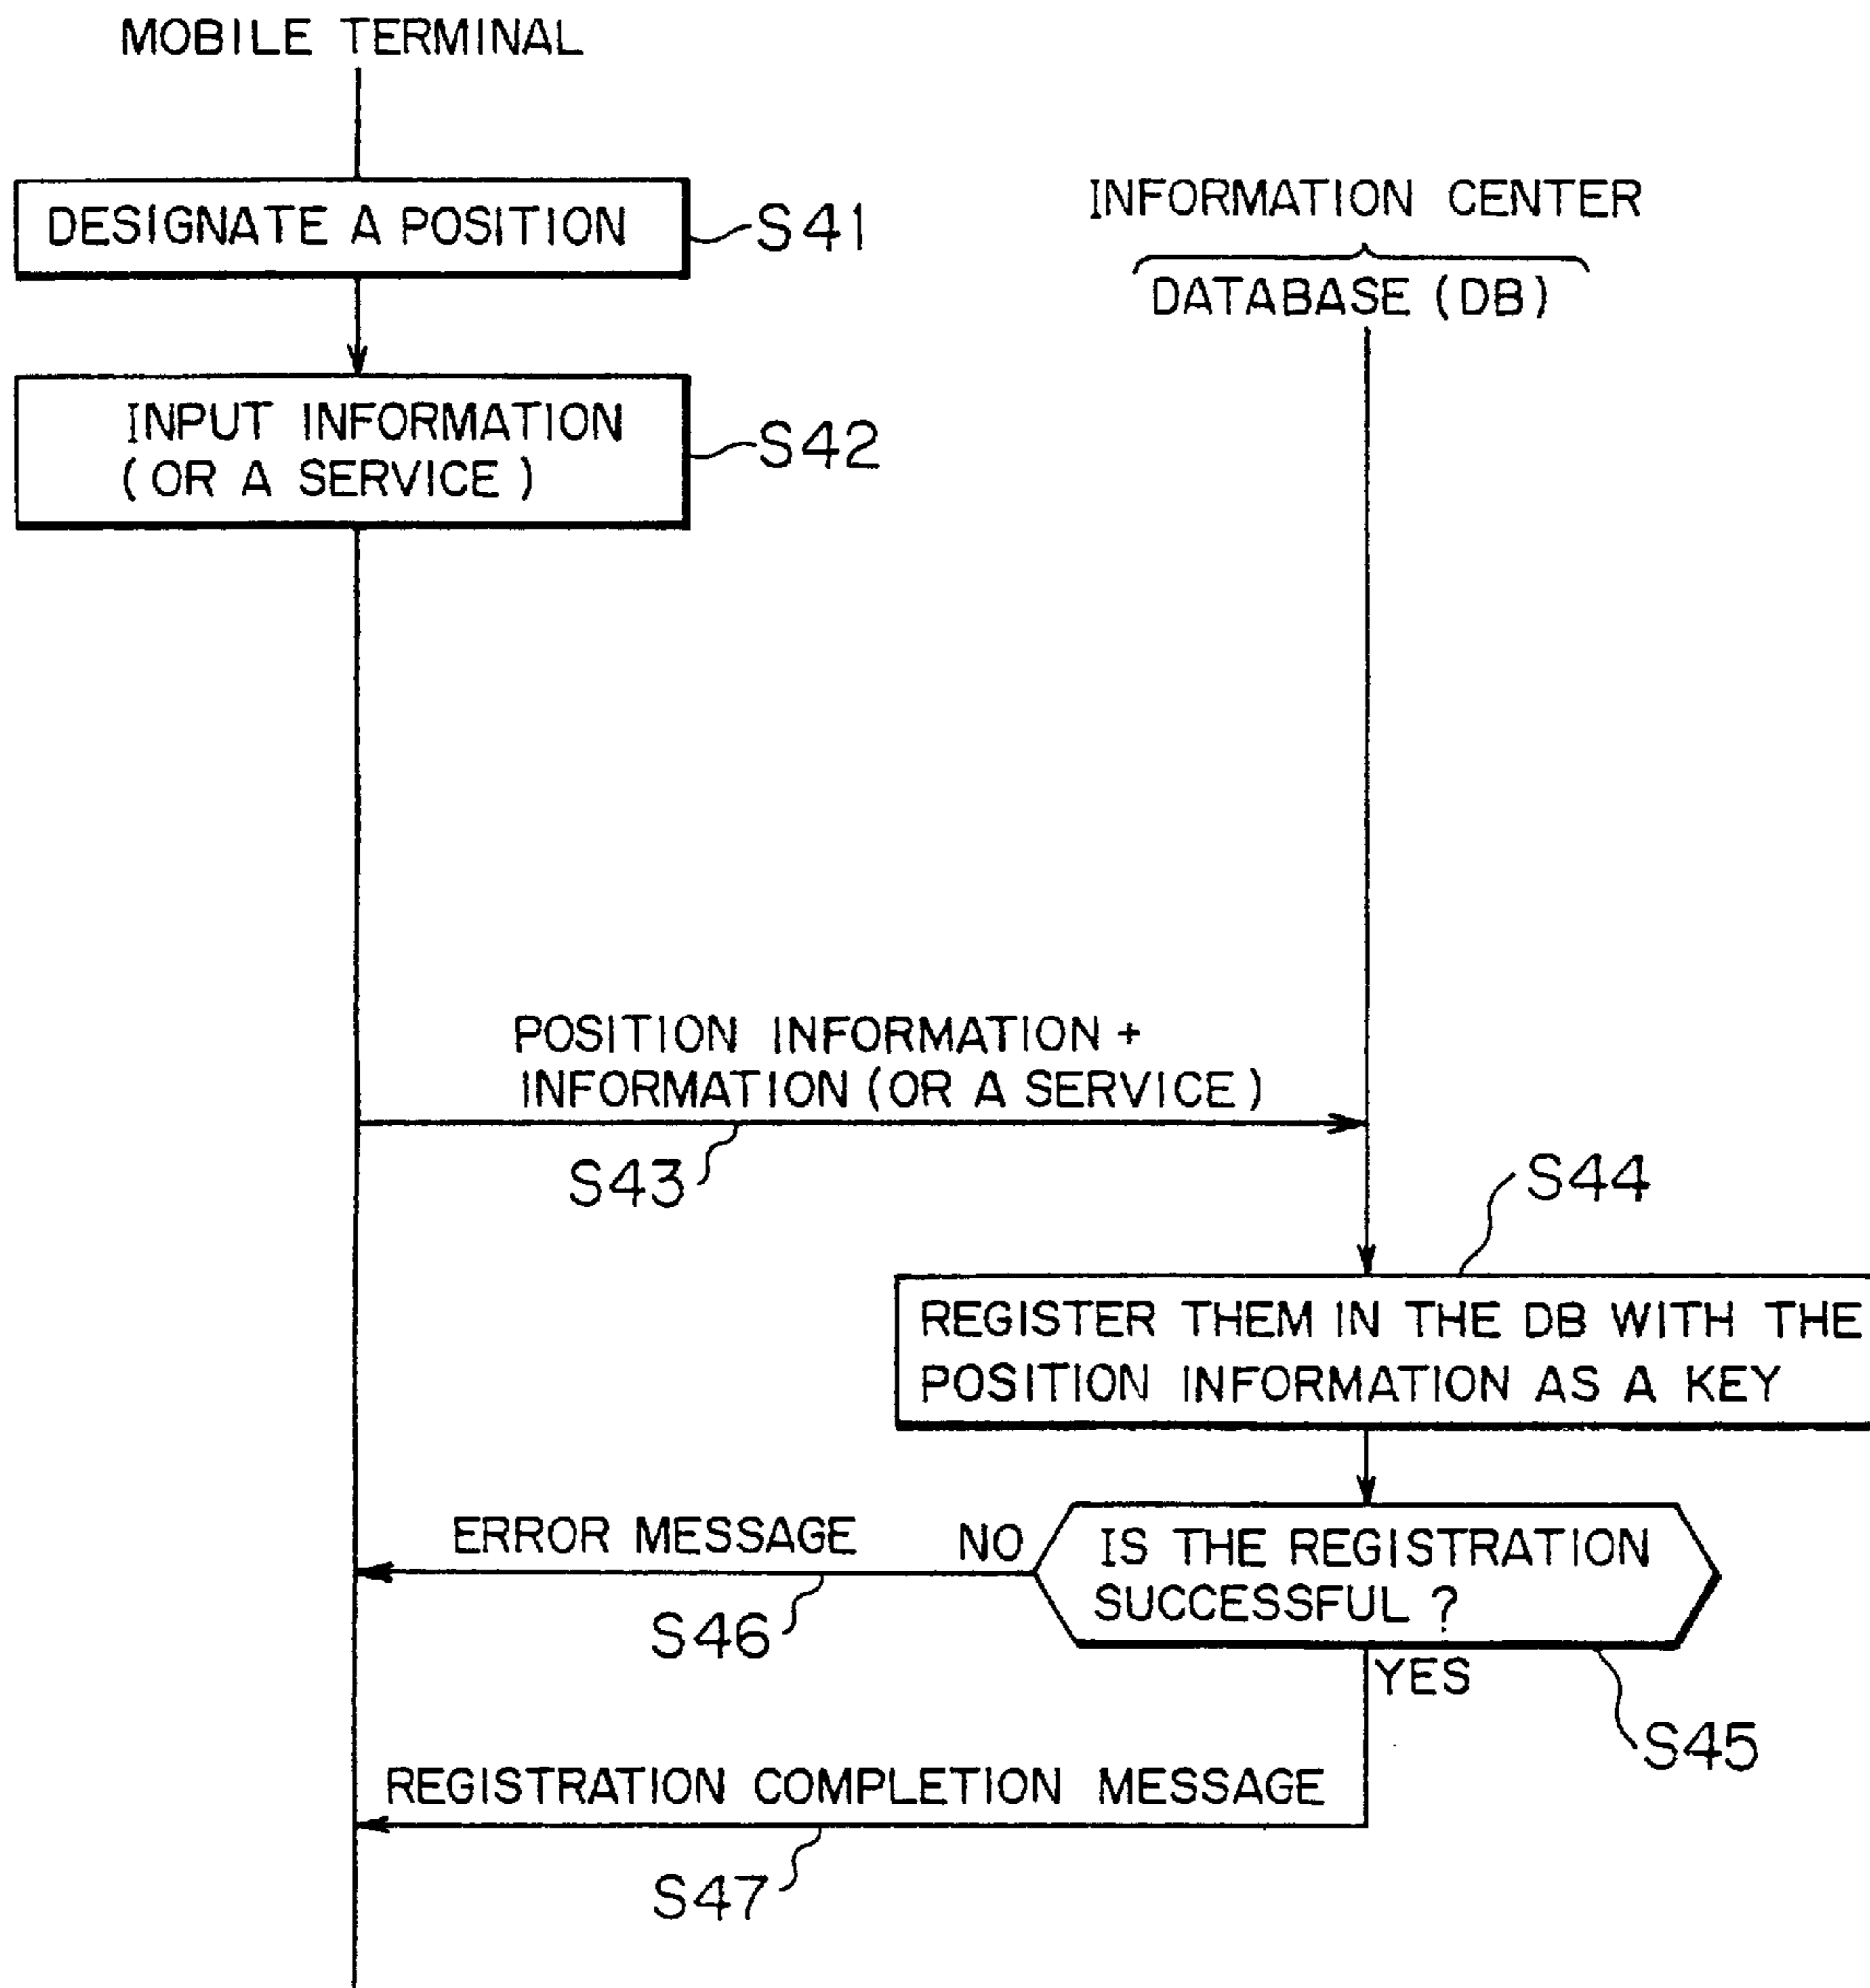 MOBILE TERMINAL
DESIGNATE A POSITION
S41
INFORMATION CENTER
DATABASE (DB)
INPUT INFORMATION
(OR A SERVICE)
S42
POSITION INFORMATION +
INFORMATION (OR A SERVICE)
S43
S44
REGISTER THEM IN THE DB WITH THE
POSITION INFORMATION AS A KEY
ERROR MESSAGE
NO
IS THE REGISTRATION
SUCCESSFUL ?
S46
YES
S45
REGISTRATION COMPLETION MESSAGE
S47